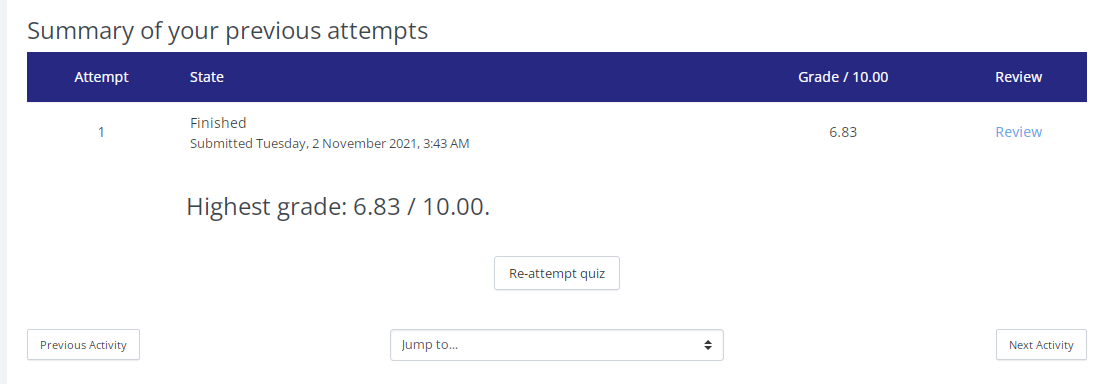 Summary of your previous attempts
Attempt State Grade / 10.00 Review
1 Finished 6.83 Review
Submitted Tuesday, 2 November 2021, 3:43 AM
Highest grade: 6.83 / 10.00.
Re-attempt quiz
Previous Activity Jump to... Next Activity